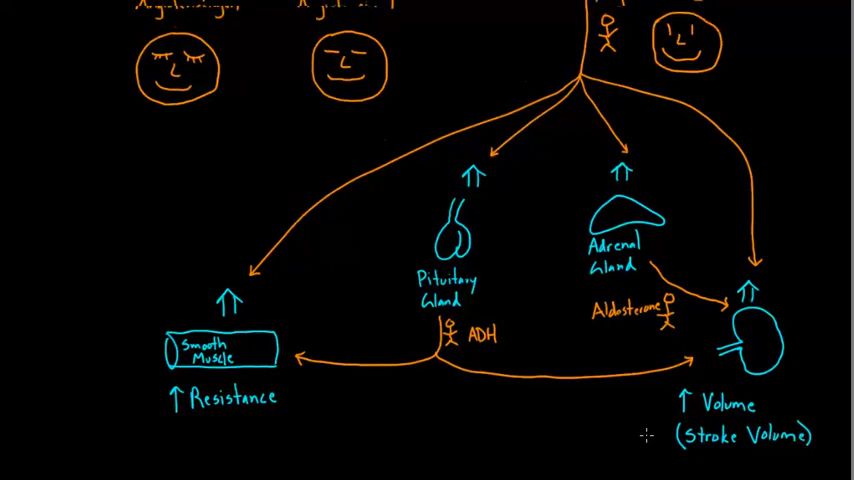 Pituitary
Gland
Adrenal
Gland
Aldosterone
ADH
Smooth
Muscle
↑ Resistance
↑ Volume
(Stroke Volume)